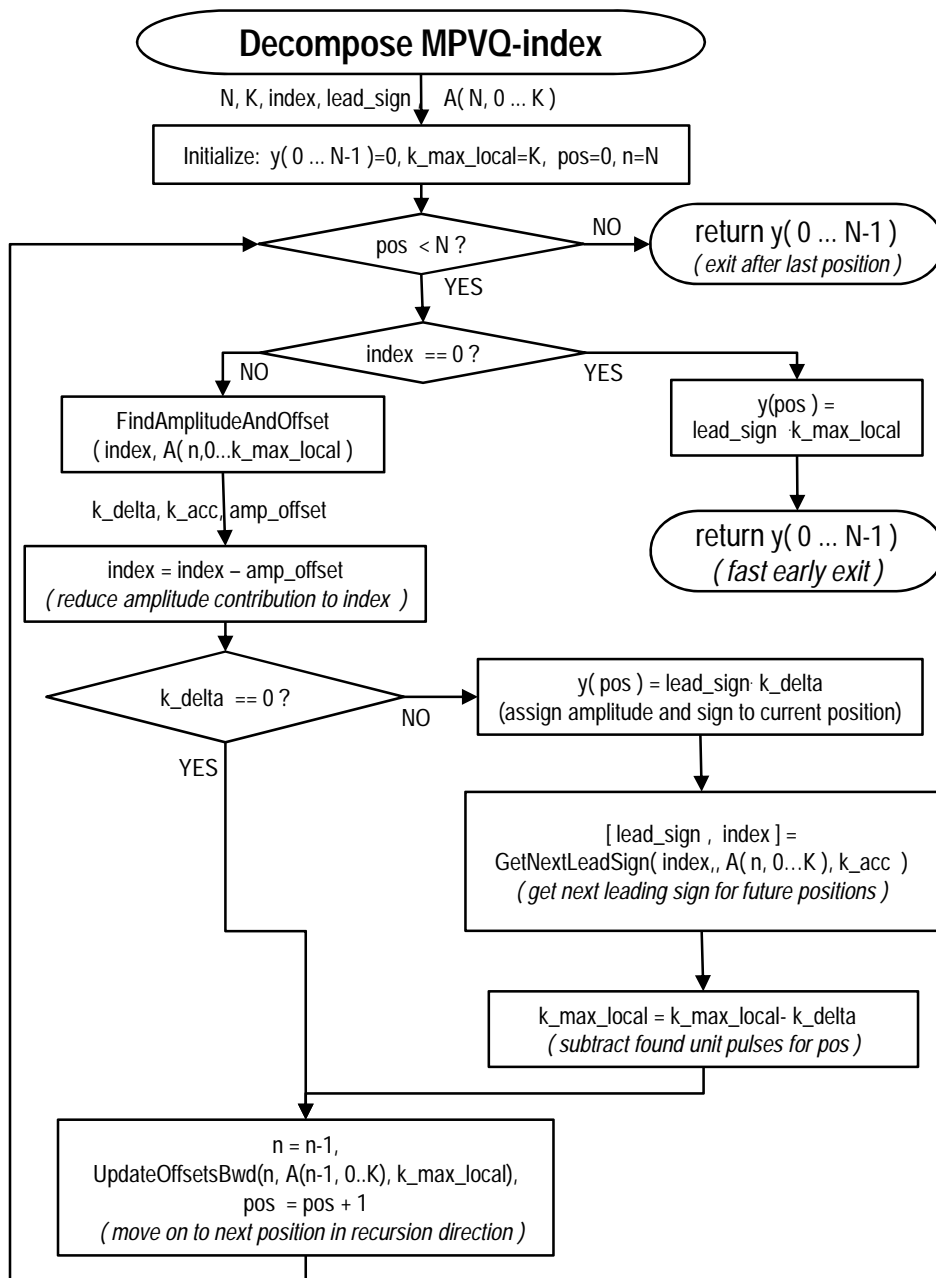 Decompose MPVQ-index
N, K, index, lead_sign , A( N, 0 ... K )
Initialize: y( 0 ... N-1 )=0, k_max_local=K, pos=0, n=N
pos < N ?
NO
return y( 0 ... N-1 )
( exit after last position )
YES
index == 0 ?
NO
YES
FindAmplitudeAndOffset
( index, A( n,0...k_max_local )
y(pos ) =
lead_sign · k_max_local
k_delta, k_acc, amp_offset
return y( 0 ... N-1 )
( fast early exit )
index = index – amp_offset
( reduce amplitude contribution to index )
k_delta == 0 ?
NO
YES
y( pos ) = lead_sign· k_delta
(assign amplitude and sign to current position)
[ lead_sign , index ] =
GetNextLeadSign( index,, A( n, 0...K ), k_acc )
( get next leading sign for future positions )
k_max_local = k_max_local- k_delta
( subtract found unit pulses for pos )
n = n-1,
UpdateOffsetsBwd(n, A(n-1, 0..K), k_max_local),
pos = pos + 1
( move on to next position in recursion direction )